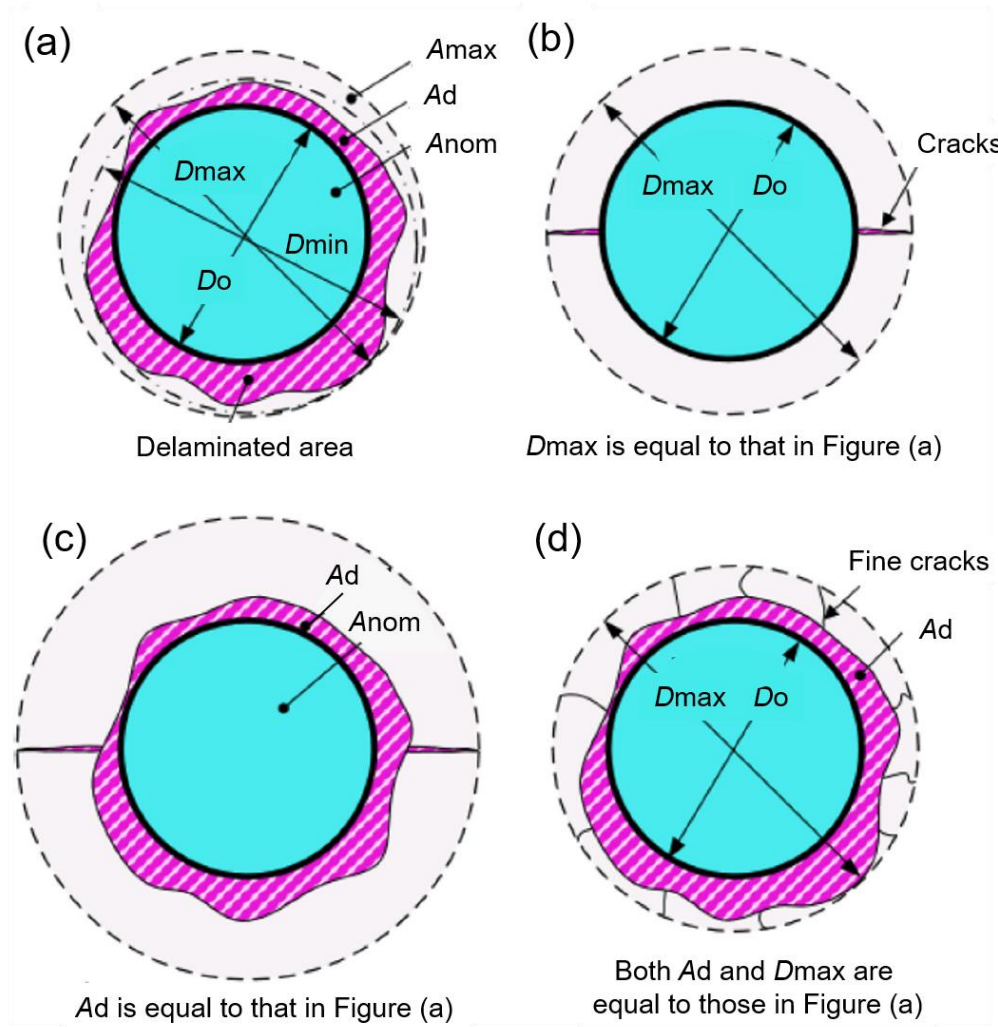 (a)
Amax
Ad
Anom
Dmax
Dmin
Do
Delaminated area
(b)
Cracks
Dmax
Do
Dmax is equal to that in Figure (a)
(c)
Ad
Anom
Ad is equal to that in Figure (a)
(d)
Fine cracks
Ad
Dmax
Do
Both Ad and Dmax are
equal to those in Figure (a)